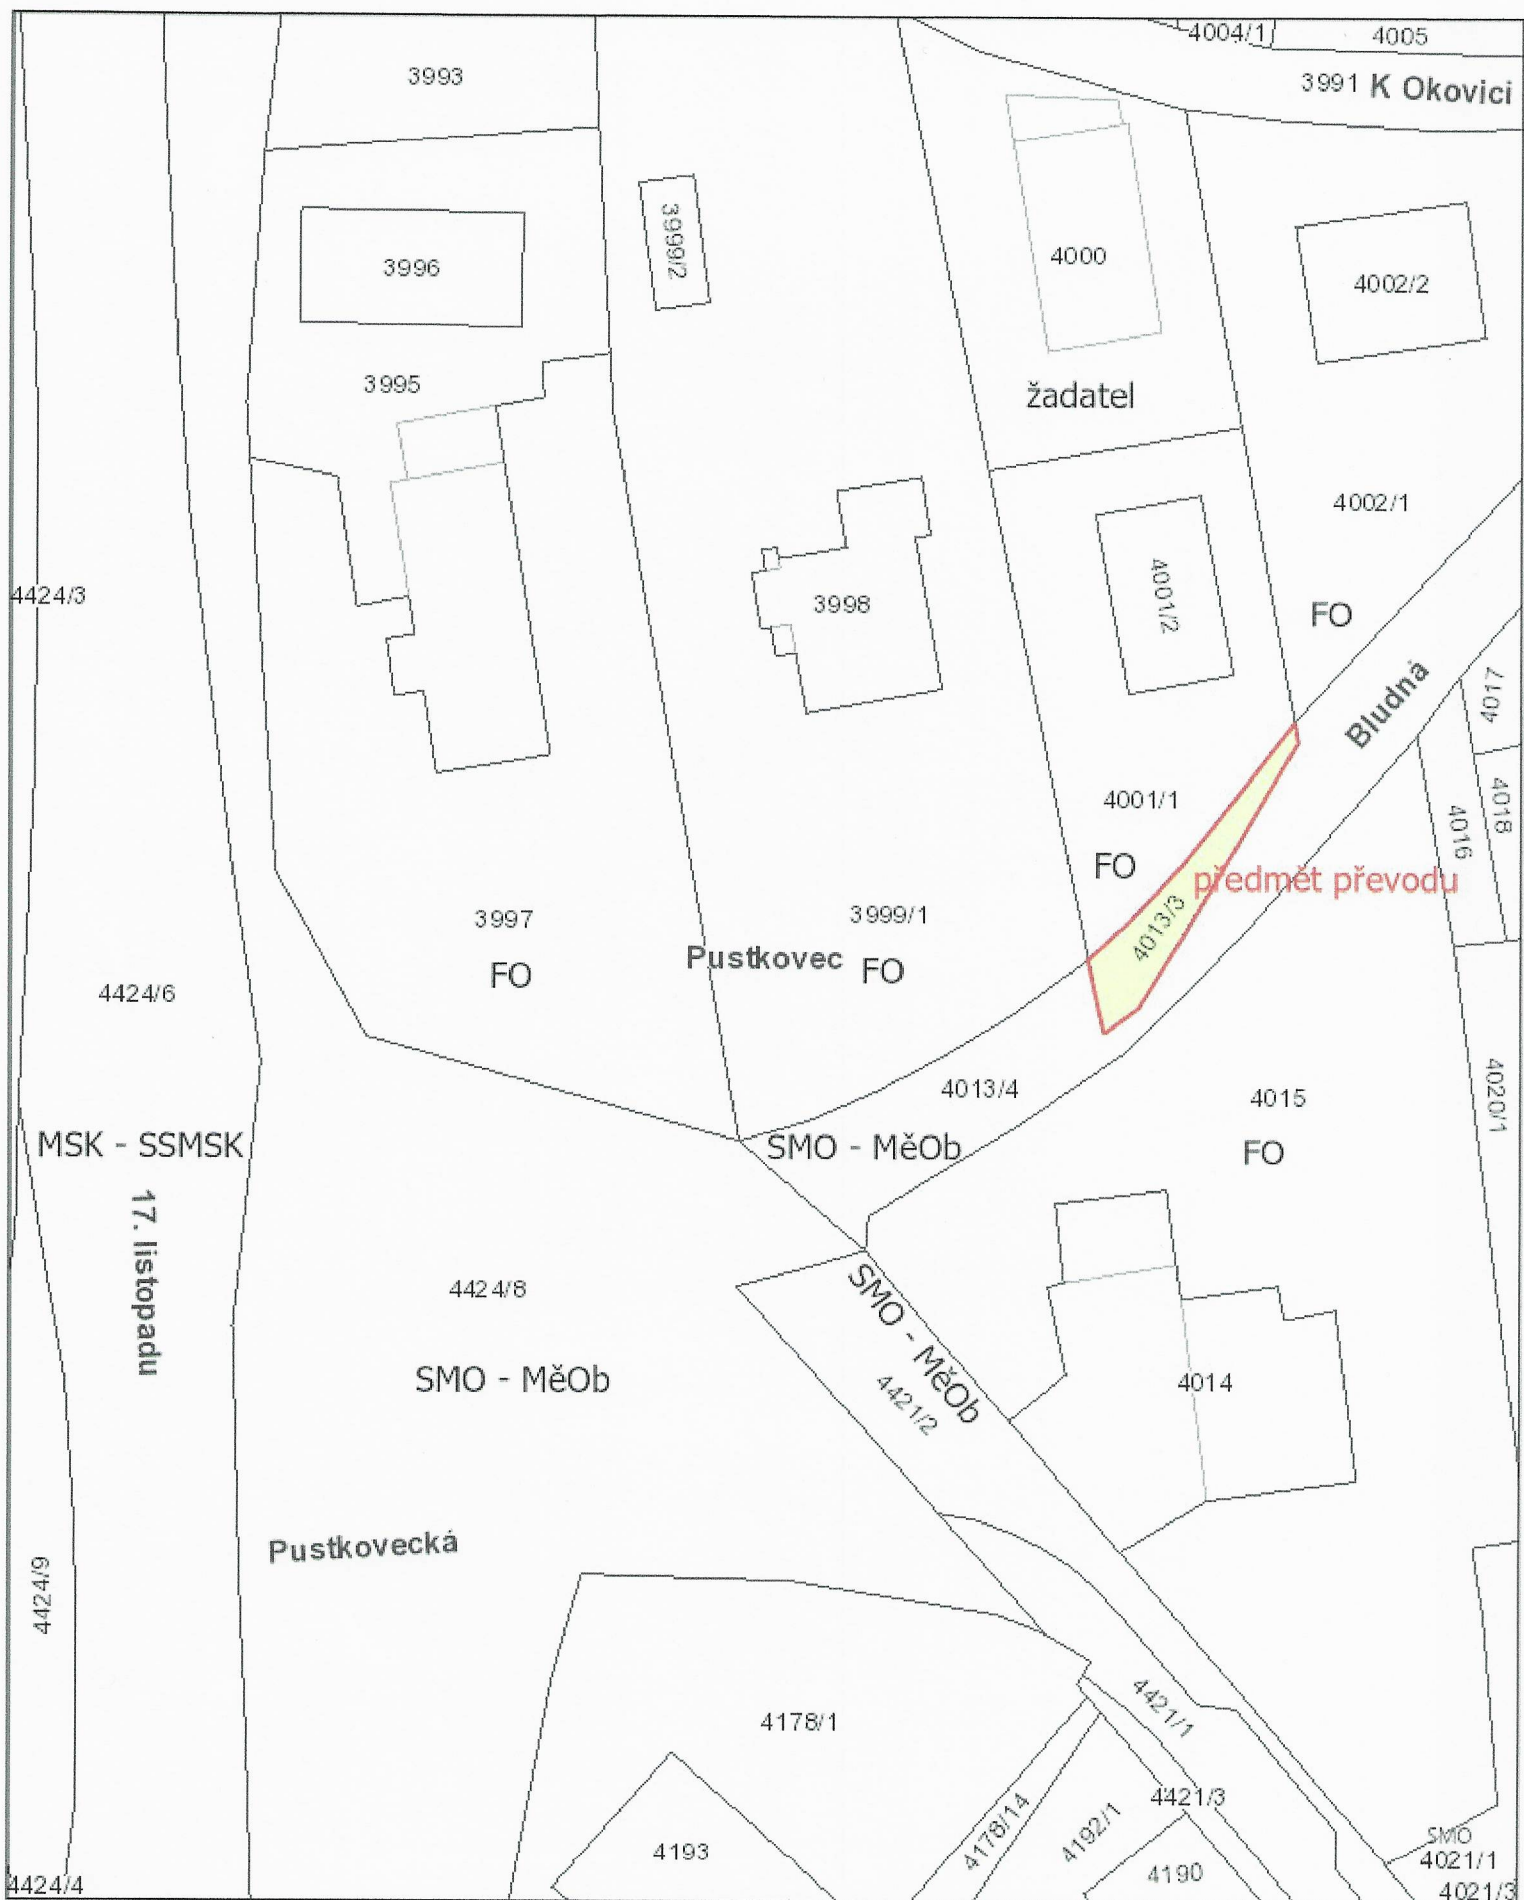 4004/1
4005
3991 K Okovici
3993
3996
3999/2
4000
4002/2
3995
žadatel
4002/1
4424/3
3998
4001/2
FO
Bludná
4017
4018
4016
4001/1
FO
předmět převodu
4013/3
3997
FO
3999/1
Pustkovec
FO
4424/6
4013/4
4015
FO
4020/1
MSK - SSMSK
SMO - MěOb
17. listopadu
4424/8
SMO - MěOb
SMO - MěOb
4421/2
4014
Pustkovecká
4424/9
4178/1
4421/1
4421/3
4178/14
4192/1
4193
4190
SMO
4021/1
4021/3
4424/4